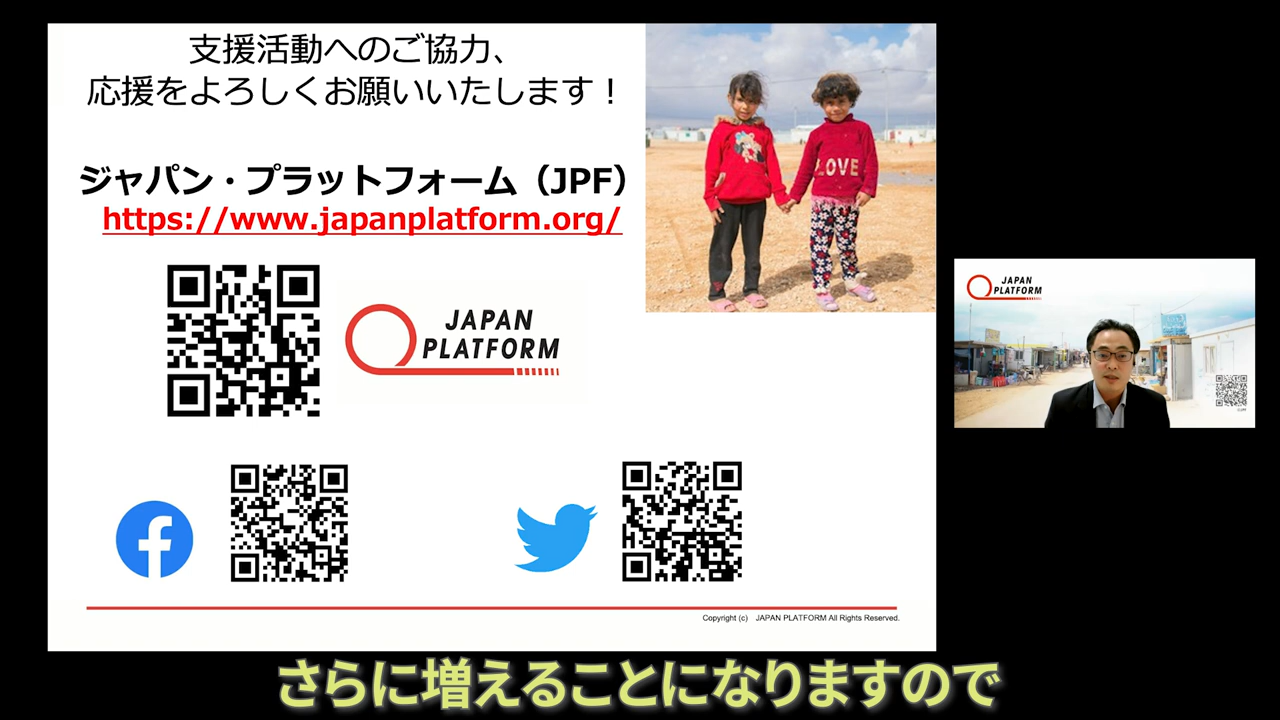 支援活動へのご協力、
応援をよろしくお願いいたします！
ジャパン・プラットフォーム（JPF）
https://www.japanplatform.org/
LOVE
JAPAN
PLATFORM
JAPAN
PLATFORM
Copyright (c) JAPAN PLATFORM All Rights Reserved.
さらに増えることになりますので